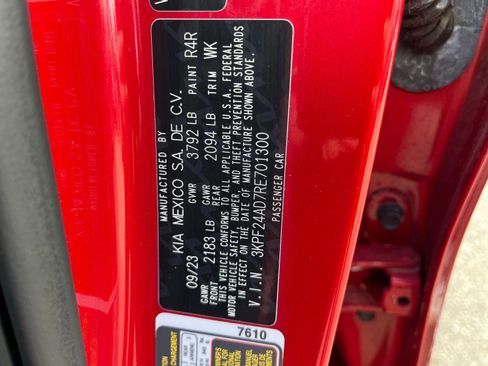 MANUFACTURED BY
KIA MEXICO S.A. DE C.V.
09/23 GVWR 3792 LB PAINT R4R
GAWR 2183 LB GAWR REAR 2094 LB TRIM WK
THIS VEHICLE CONFORMS TO ALL APPLICABLE U.S.A. FEDERAL
MOTOR VEHICLE SAFETY, BUMPER, AND THEFT PREVENTION STANDARDS
IN EFFECT ON THE DATE OF MANUFACTURE SHOWN ABOVE.
V.I.N. 3KPF24AD7RE701300
PASSENGER CAR
7610